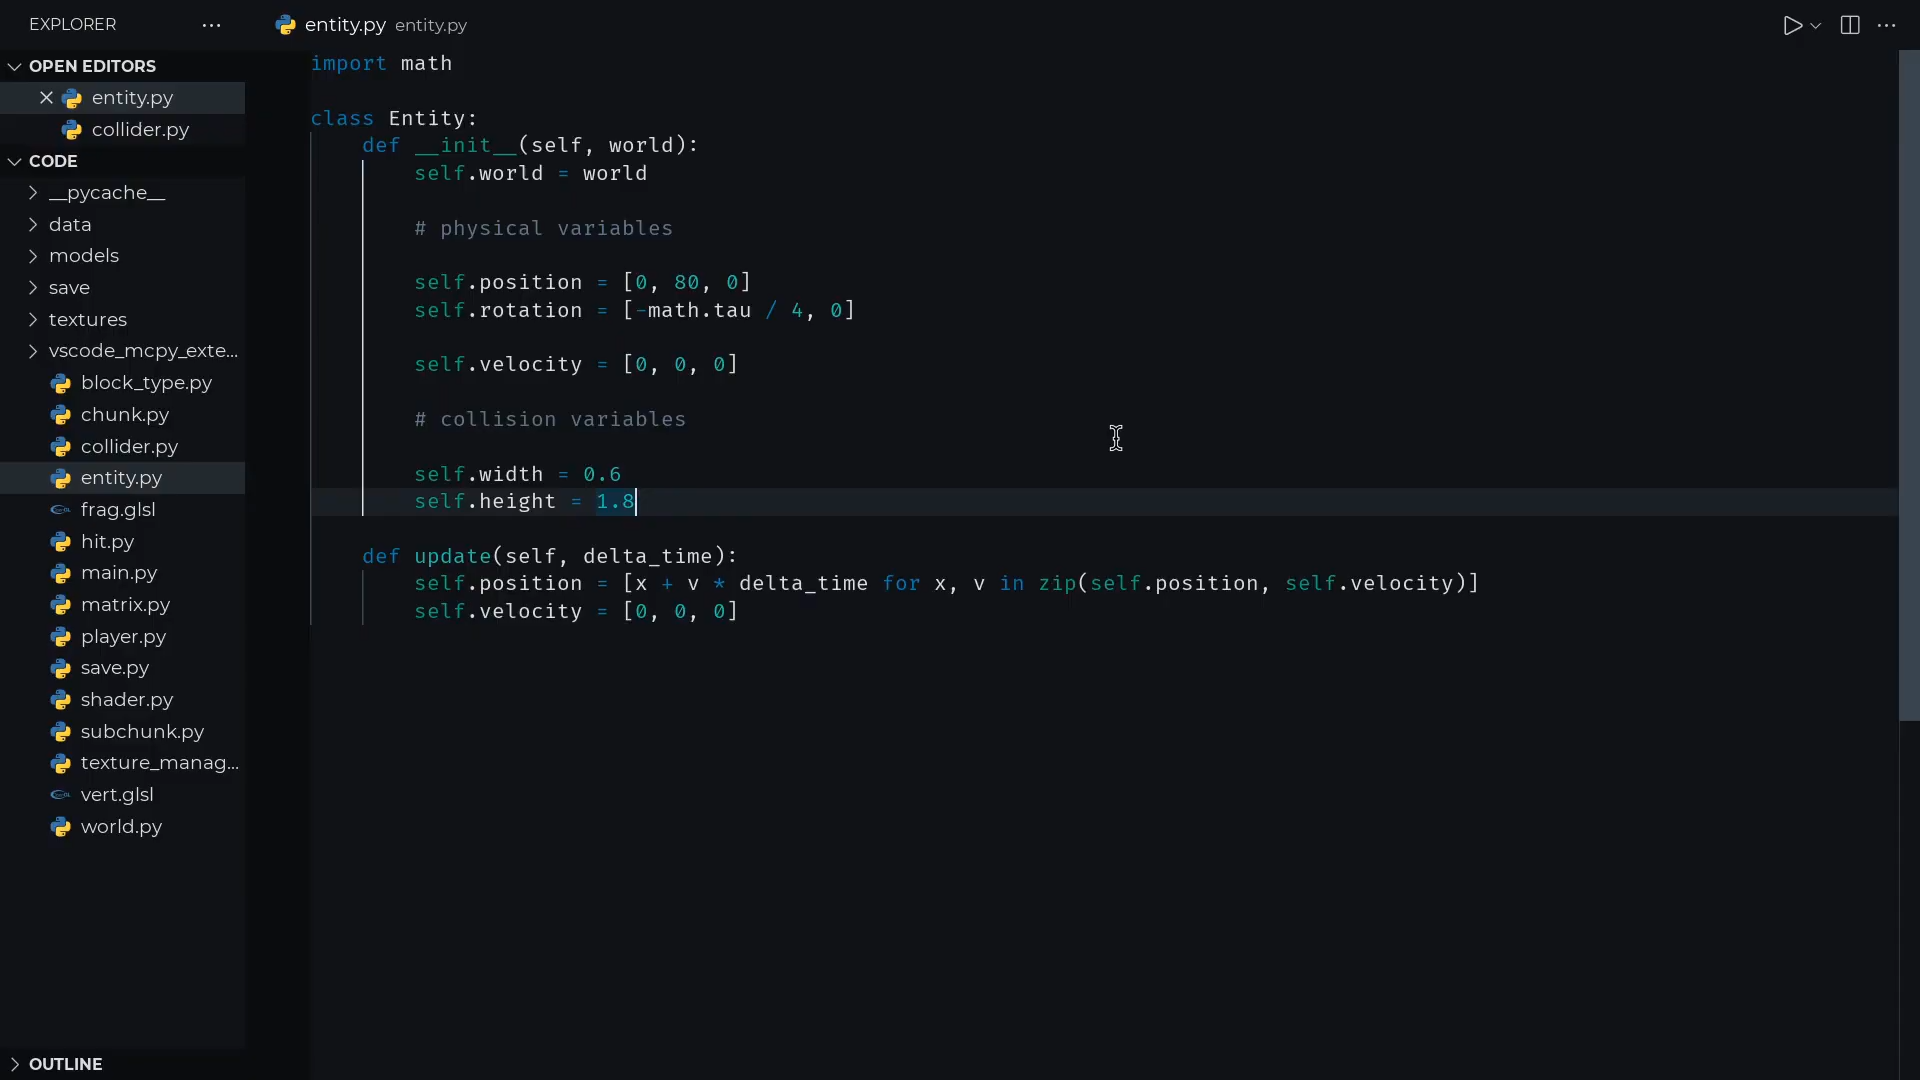 EXPLORER
entity.py entity.py
OPEN EDITORS
entity.py
collider.py
CODE
__pycache__
data
models
save
textures
vscode_mcpy_exte...
block_type.py
chunk.py
collider.py
entity.py
frag.glsl
hit.py
main.py
matrix.py
player.py
save.py
shader.py
subchunk.py
texture_manag...
vert.glsl
world.py
OUTLINE
import math
class Entity:
    def __init__(self, world):
        self.world = world
        # physical variables
        self.position = [0, 80, 0]
        self.rotation = [-math.tau / 4, 0]
        self.velocity = [0, 0, 0]
        # collision variables
        self.width = 0.6
        self.height = 1.8
    def update(self, delta_time):
        self.position = [x + v * delta_time for x, v in zip(self.position, self.velocity)]
        self.velocity = [0, 0, 0]